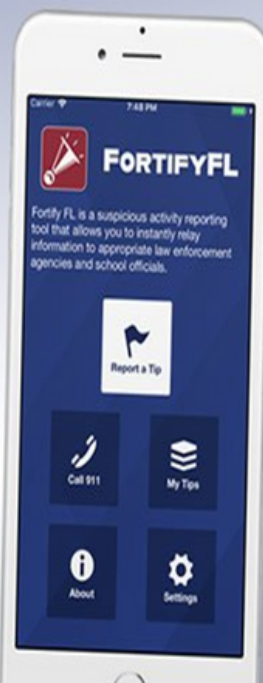 Carrier 7:48 PM
FORTIFYFL
Fortify FL is a suspicious activity reporting
tool that allows you to instantly relay
information to appropriate law enforcement
agencies and school officials.
Report a Tip
Call 911 My Tips
About Settings